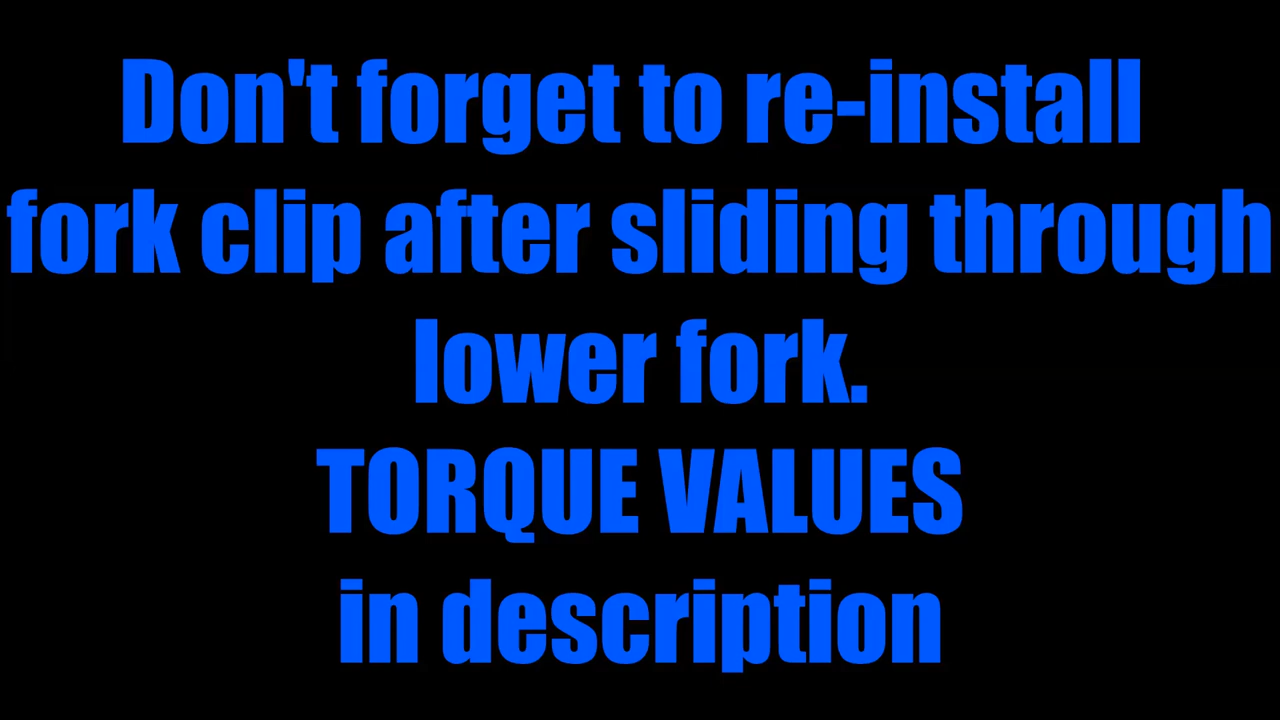 Don't forget to re-install
fork clip after sliding through
lower fork.
TORQUE VALUES
in description